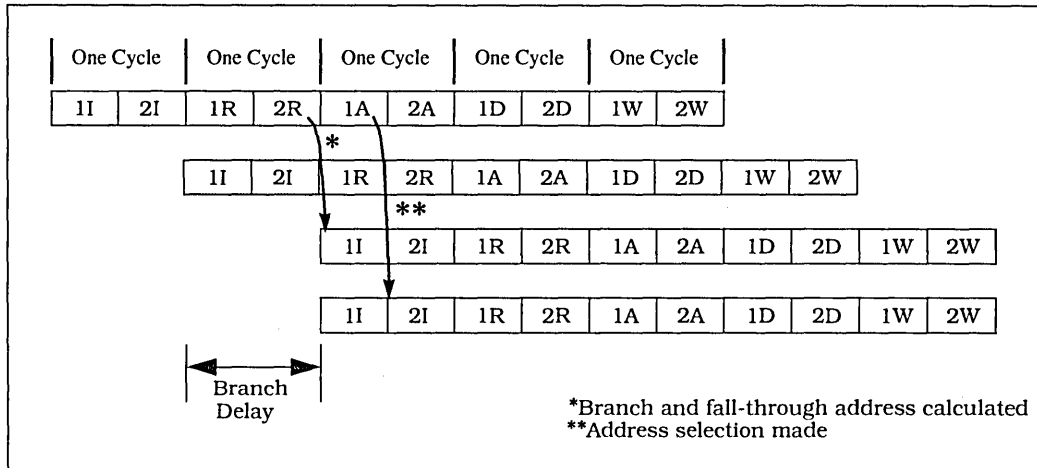 One Cycle One Cycle One Cycle One Cycle One Cycle
1I 2I 1R 2R 1A 2A 1D 2D 1W 2W
*
1I 2I 1R 2R 1A 2A 1D 2D 1W 2W
**
1I 2I 1R 2R 1A 2A 1D 2D 1W 2W
1I 2I 1R 2R 1A 2A 1D 2D 1W 2W
Branch
Delay
*Branch and fall-through address calculated
**Address selection made